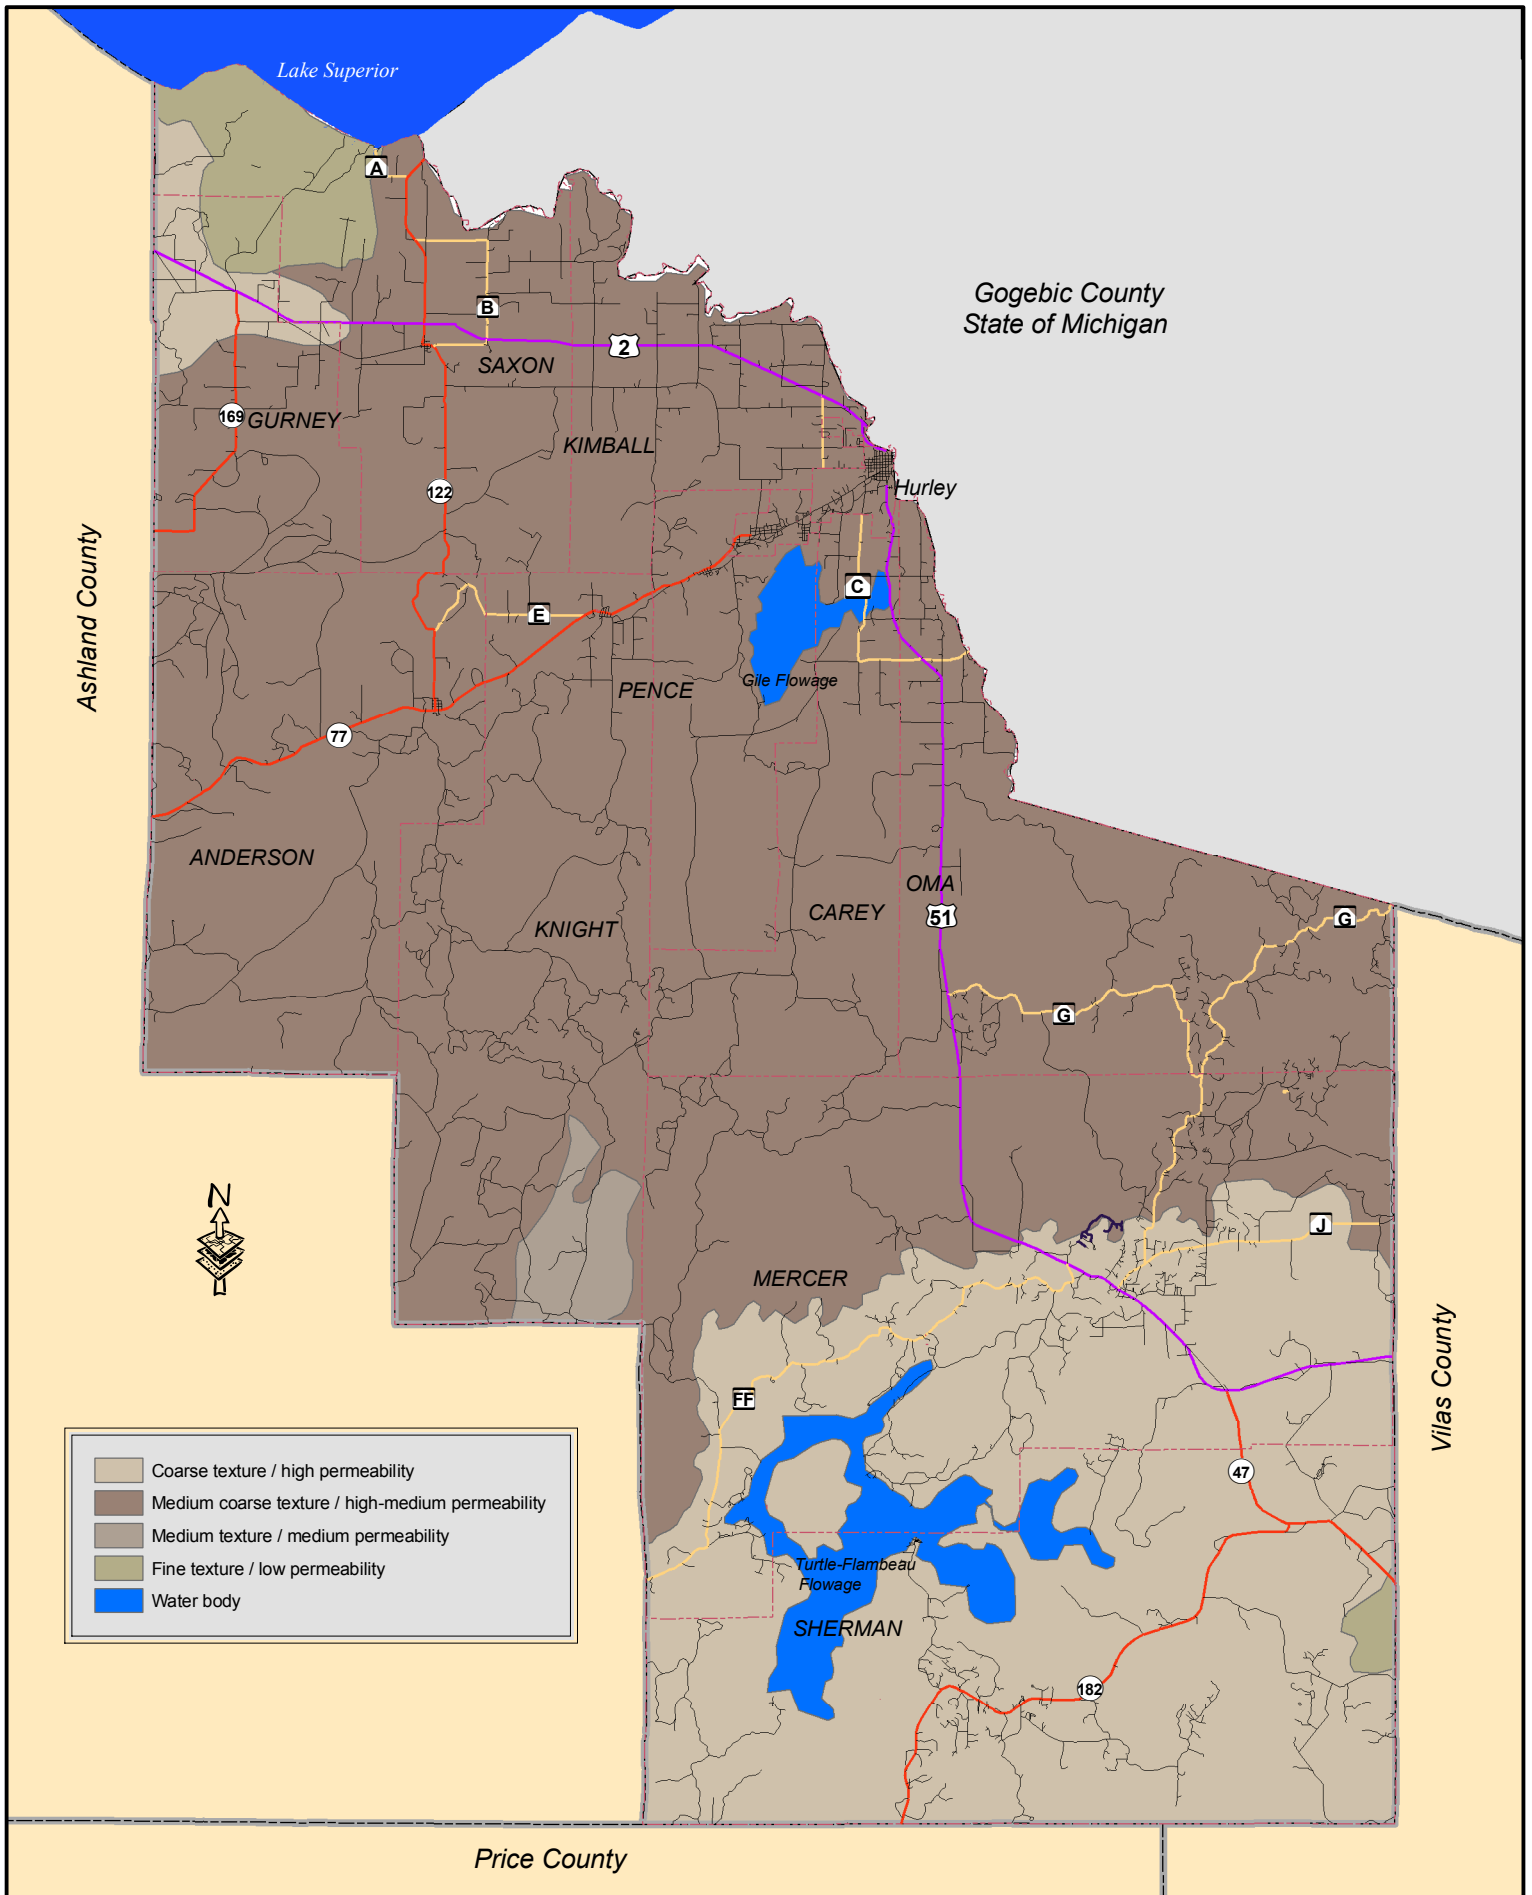 Lake Superior
A
B
Gogebic County
State of Michigan
2
SAXON
169
GURNEY
KIMBALL
122
Hurley
Ashland County
C
E
Gile Flowage
PENCE
77
ANDERSON
OMA
CAREY
51
G
KNIGHT
G
N
J
MERCER
FF
Vilas County
Coarse texture / high permeability
Medium coarse texture / high-medium permeability
Medium texture / medium permeability
Fine texture / low permeability
Water body
47
Turtle-Flambeau
Flowage
SHERMAN
182
Price County